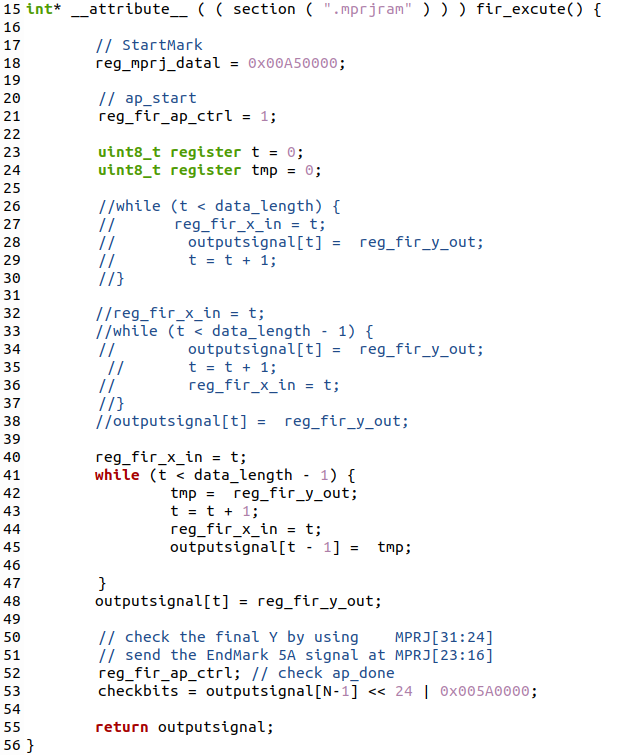 15 int* __attribute__ ( ( section ( ".mprjram" ) ) ) fir_excute() {
16
17         // StartMark
18         reg_mprj_datal = 0x00A50000;
19
20         // ap_start
21         reg_fir_ap_ctrl = 1;
22
23         uint8_t register t = 0;
24         uint8_t register tmp = 0;
25
26         //while (t < data_length) {
27         //       reg_fir_x_in = t;
28         //        outputsignal[t] =  reg_fir_y_out;
29         //        t = t + 1;
30         //}
31
32         //reg_fir_x_in = t;
33         //while (t < data_length - 1) {
34         //        outputsignal[t] =  reg_fir_y_out;
35          //       t = t + 1;
36         //        reg_fir_x_in = t;
37         //}
38         //outputsignal[t] =  reg_fir_y_out;
39
40         reg_fir_x_in = t;
41         while (t < data_length - 1) {
42                 tmp =  reg_fir_y_out;
43                 t = t + 1;
44                 reg_fir_x_in = t;
45                 outputsignal[t - 1] =  tmp;
46
47         }
48         outputsignal[t] = reg_fir_y_out;
49
50         // check the final Y by using    MPRJ[31:24]
51         // send the EndMark 5A signal at MPRJ[23:16]
52         reg_fir_ap_ctrl; // check ap_done
53         checkbits = outputsignal[N-1] << 24 | 0x005A0000;
54
55         return outputsignal;
56 }